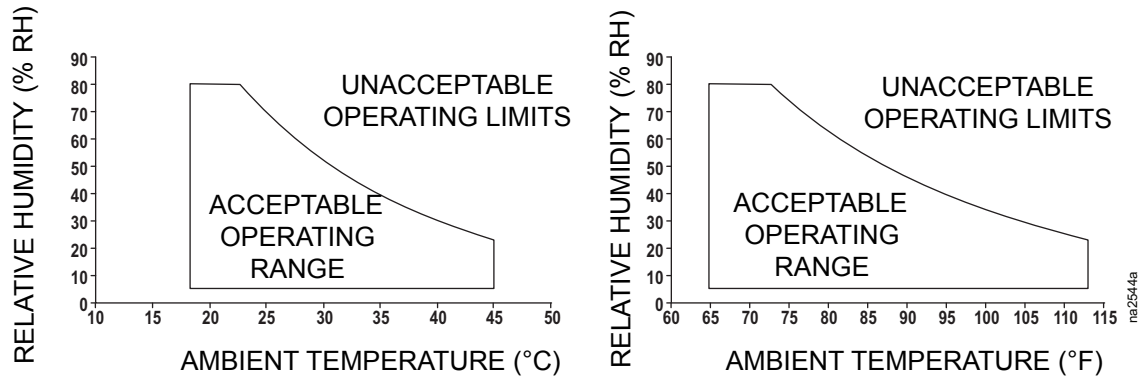 RELATIVE HUMIDITY (% RH)
90
80
70
60
50
40
30
20
10
0
10 15 20 25 30 35 40 45 50
UNACCEPTABLE
OPERATING LIMITS
ACCEPTABLE
OPERATING
RANGE
AMBIENT TEMPERATURE (°C)
RELATIVE HUMIDITY (% RH)
90
80
70
60
50
40
30
20
10
0
60 65 70 75 80 85 90 95 100 105 110 115
UNACCEPTABLE
OPERATING LIMITS
ACCEPTABLE
OPERATING
RANGE
AMBIENT TEMPERATURE (°F)
na2544a